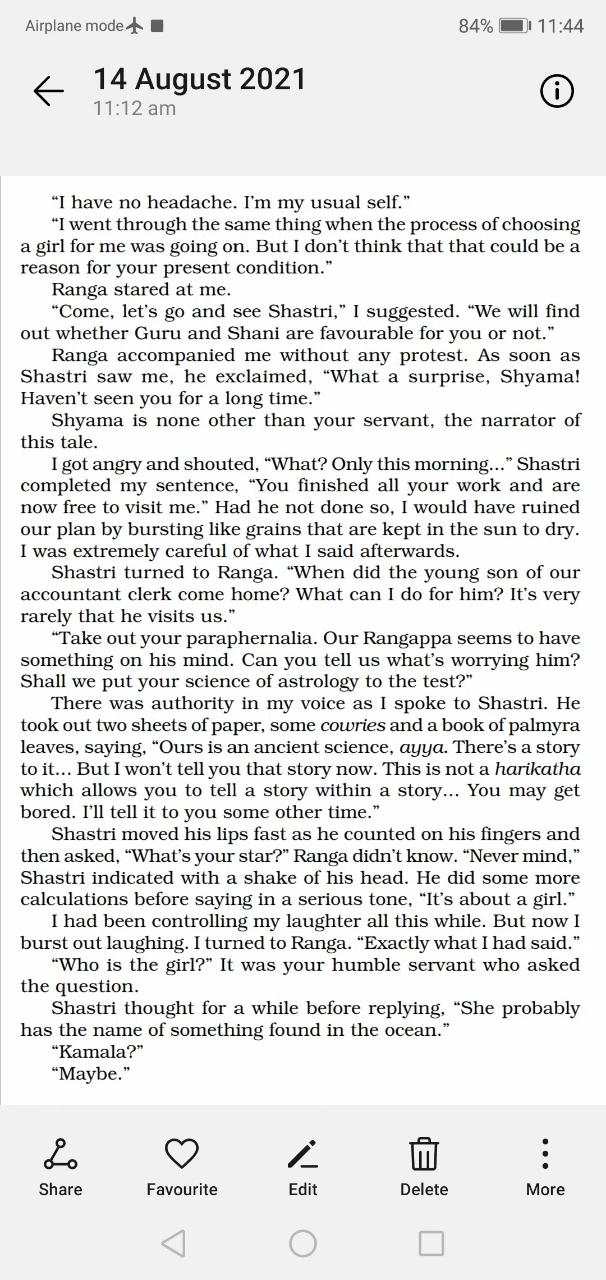 Airplane mode
84% 11:44
14 August 2021
11:12 am
“I have no headache. I’m my usual self.”
“I went through the same thing when the process of choosing
a girl for me was going on. But I don’t think that that could be a
reason for your present condition.”
Ranga stared at me.
“Come, let’s go and see Shastri,” I suggested. “We will find
out whether Guru and Shani are favourable for you or not.”
Ranga accompanied me without any protest. As soon as
Shastri saw me, he exclaimed, “What a surprise, Shyama!
Haven’t seen you for a long time.”
Shyama is none other than your servant, the narrator of
this tale.
I got angry and shouted, “What? Only this morning...” Shastri
completed my sentence, “You finished all your work and are
now free to visit me.” Had he not done so, I would have ruined
our plan by bursting like grains that are kept in the sun to dry.
I was extremely careful of what I said afterwards.
Shastri turned to Ranga. “When did the young son of our
accountant clerk come home? What can I do for him? It’s very
rarely that he visits us.”
“Take out your paraphernalia. Our Rangappa seems to have
something on his mind. Can you tell us what’s worrying him?
Shall we put your science of astrology to the test?”
There was authority in my voice as I spoke to Shastri. He
took out two sheets of paper, some cowries and a book of palmyra
leaves, saying, “Ours is an ancient science, ayya. There’s a story
to it... But I won’t tell you that story now. This is not a harikatha
which allows you to tell a story within a story... You may get
bored. I’ll tell it to you some other time.”
Shastri moved his lips fast as he counted on his fingers and
then asked, “What’s your star?” Ranga didn’t know. “Never mind,”
Shastri indicated with a shake of his head. He did some more
calculations before saying in a serious tone, “It’s about a girl.”
I had been controlling my laughter all this while. But now I
burst out laughing. I turned to Ranga. “Exactly what I had said.”
“Who is the girl?” It was your humble servant who asked
the question.
Shastri thought for a while before replying, “She probably
has the name of something found in the ocean.”
“Kamala?”
“Maybe.”
Share
Favourite
Edit
Delete
More